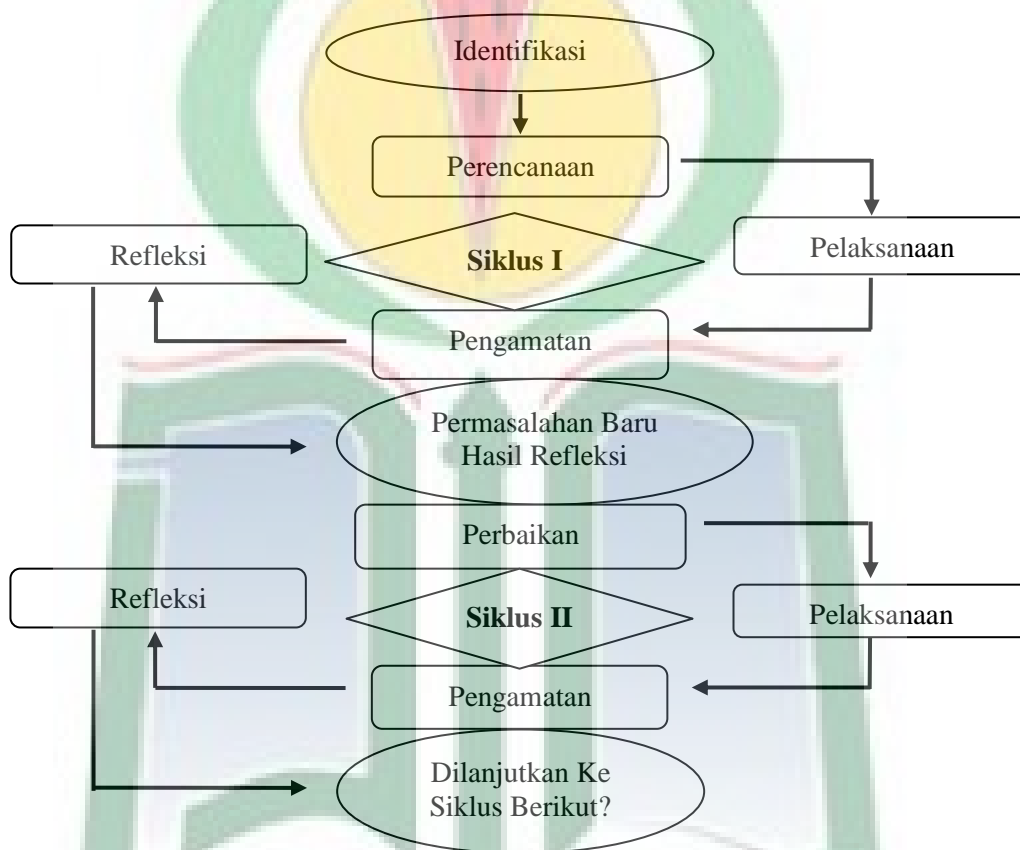 Identifikasi
Perencanaan
Refleksi
Siklus I
Pelaksanaan
Pengamatan
Permasalahan Baru
Hasil Refleksi
Perbaikan
Refleksi
Siklus II
Pelaksanaan
Pengamatan
Dilanjutkan Ke
Siklus Berikut?